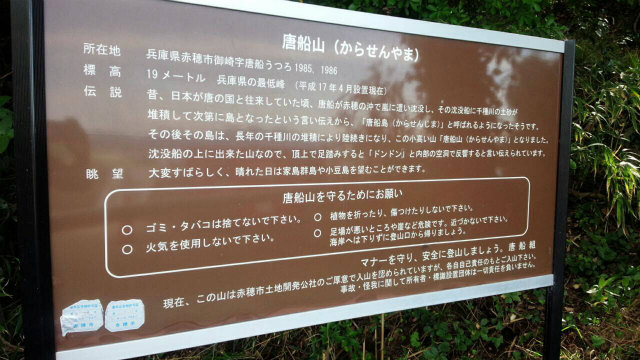 唐船山（からせんやま）
所在地　兵庫県赤穂市御崎字唐船うつろ1985, 1986
標　高　19メートル　兵庫県の最低峰　（平成17年4月設置現在）
伝　説　昔、日本が唐の国と往来していた頃、唐船が赤穂の沖で嵐に遭い沈没し、その沈没船に千種川の土砂が
堆積して次第に島となったという言い伝えから、「唐船島（からせんじま）」と呼ばれるようになったそうです。
その後その島は、長年の千種川の堆積により陸続きになり、この小高い山「唐船山（からせんやま）」となりました。
沈没船の上に出来た山なので、頂上で足踏みすると「ドンドン」と内部の空洞で反響すると言い伝えられています。
眺　望　大変すばらしく、晴れた日は家島群島や小豆島を望むことができます。
唐船山を守るためにお願い
○　ゴミ・タバコは捨てないで下さい。
○　火気を使用しないで下さい。
○　植物を折ったり、傷つけたりしないで下さい。
○　足場が悪いところや崖など危険です。近づかないで下さい。
海岸へは下りずに登山口から帰りましょう。
マナーを守り、安全に登山しましょう。唐 船 組
現在、この山は赤穂市土地開発公社のご厚意で入山を認められていますが、各自自己責任のもとご入山下さい。
事故・怪我に関して所有者・標識設置団体は一切責任を負いません。